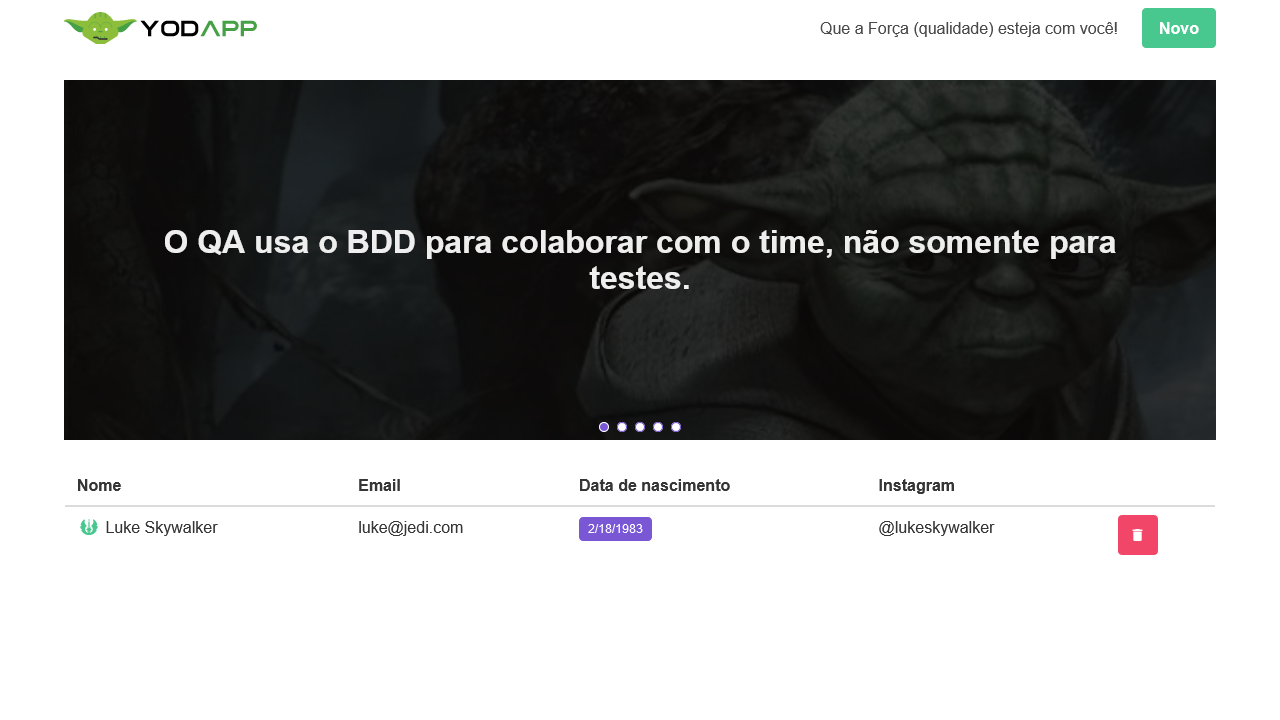 YODAPP
Que a Força (qualidade) esteja com você!
Novo
O QA usa o BDD para colaborar com o time, não somente para
testes.
Nome Email Data de nascimento Instagram
Luke Skywalker luke@jedi.com 2/18/1983 @lukeskywalker